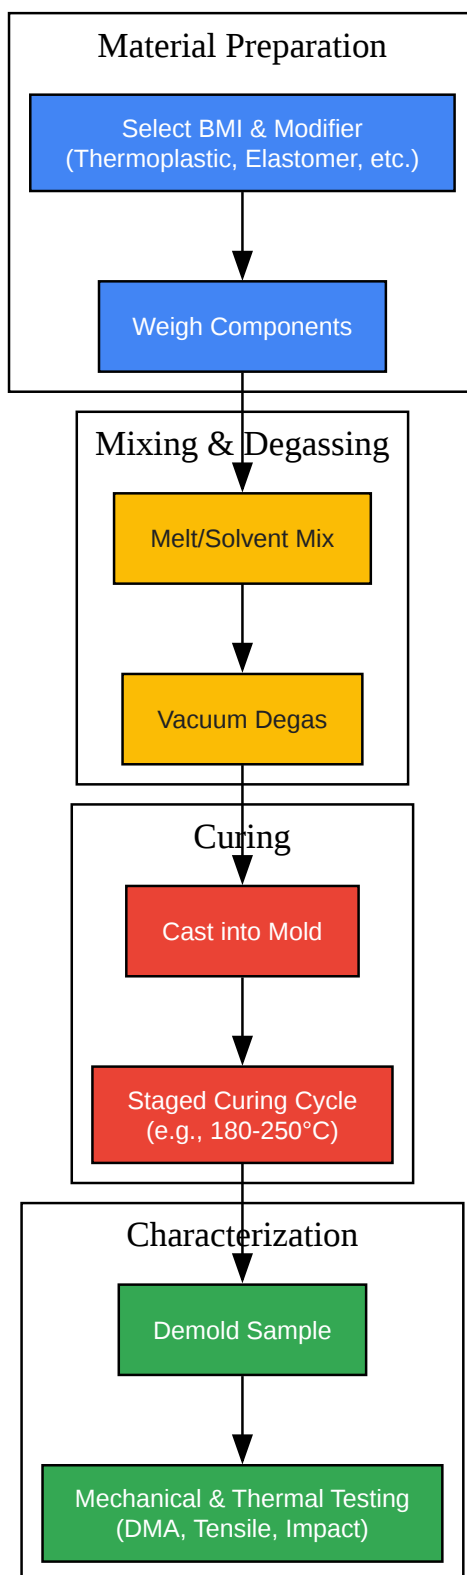 Material Preparation
Select BMI & Modifier
(Thermoplastic, Elastomer, etc.)
Weigh Components
Mixing & Degassing
Melt/Solvent Mix
Vacuum Degas
Curing
Cast into Mold
Staged Curing Cycle
(e.g., 180-250°C)
Characterization
Demold Sample
Mechanical & Thermal Testing
(DMA, Tensile, Impact)